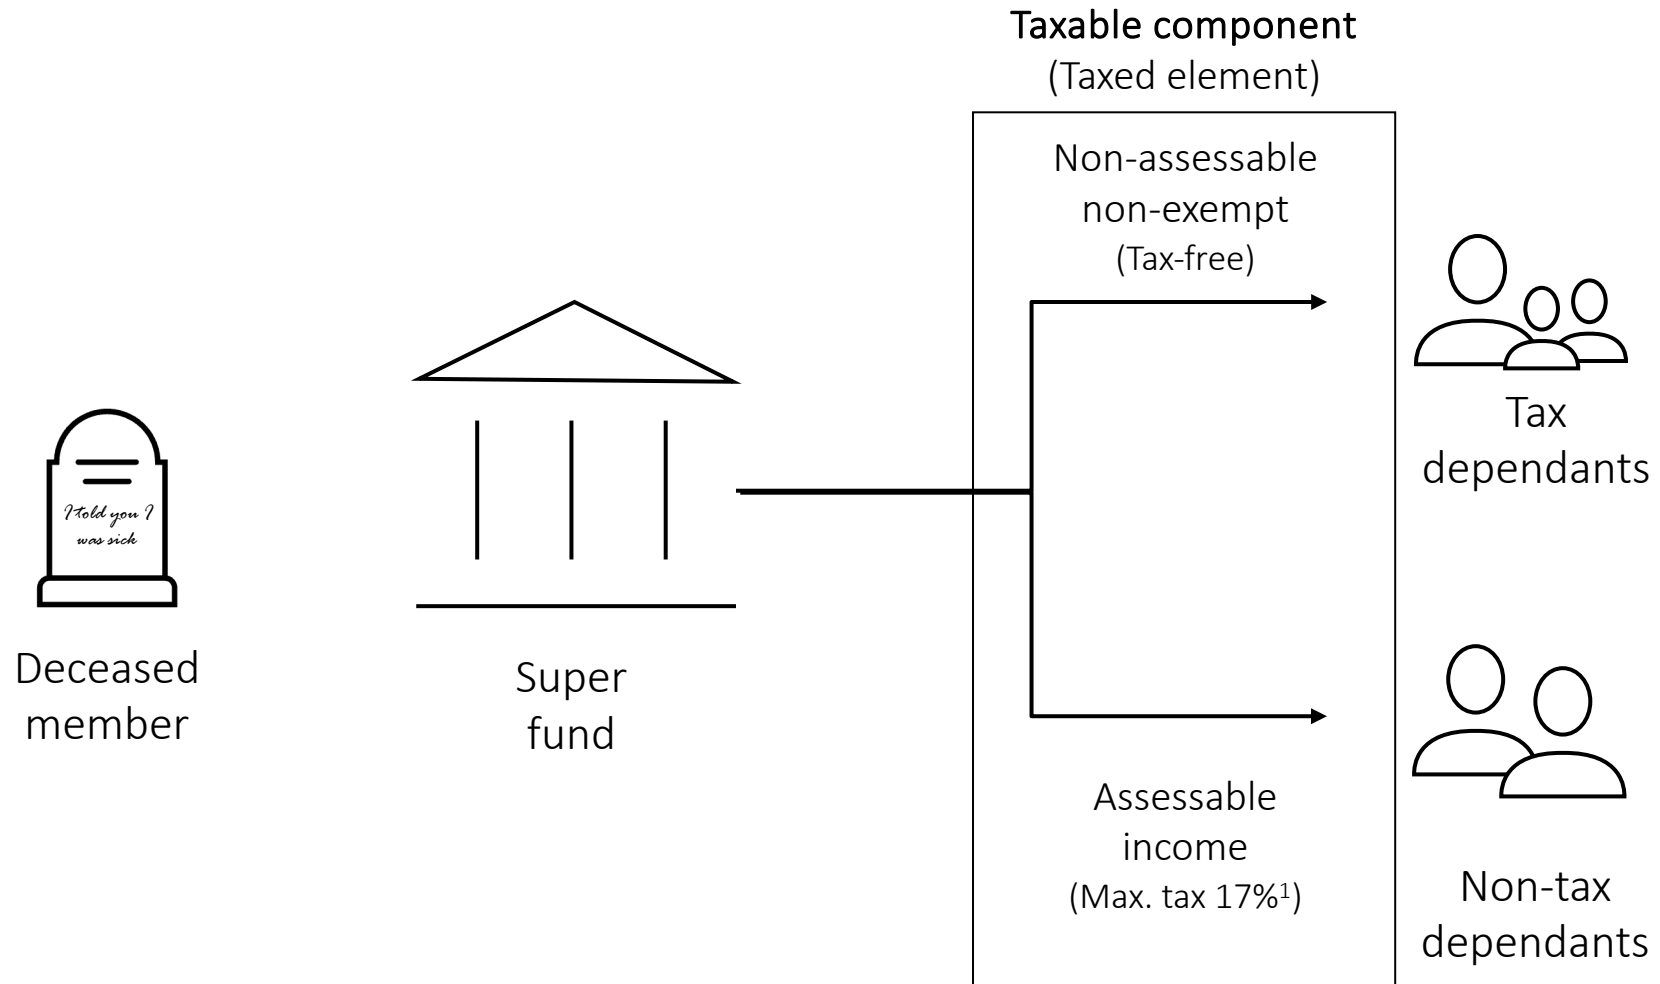 Taxable component
(Taxed element)
Non-assessable
non-exempt
(Tax-free)
Tax
dependants
I told you I
was sick
Deceased
member
Super
fund
Assessable
income
(Max. tax 17%¹)
Non-tax
dependants